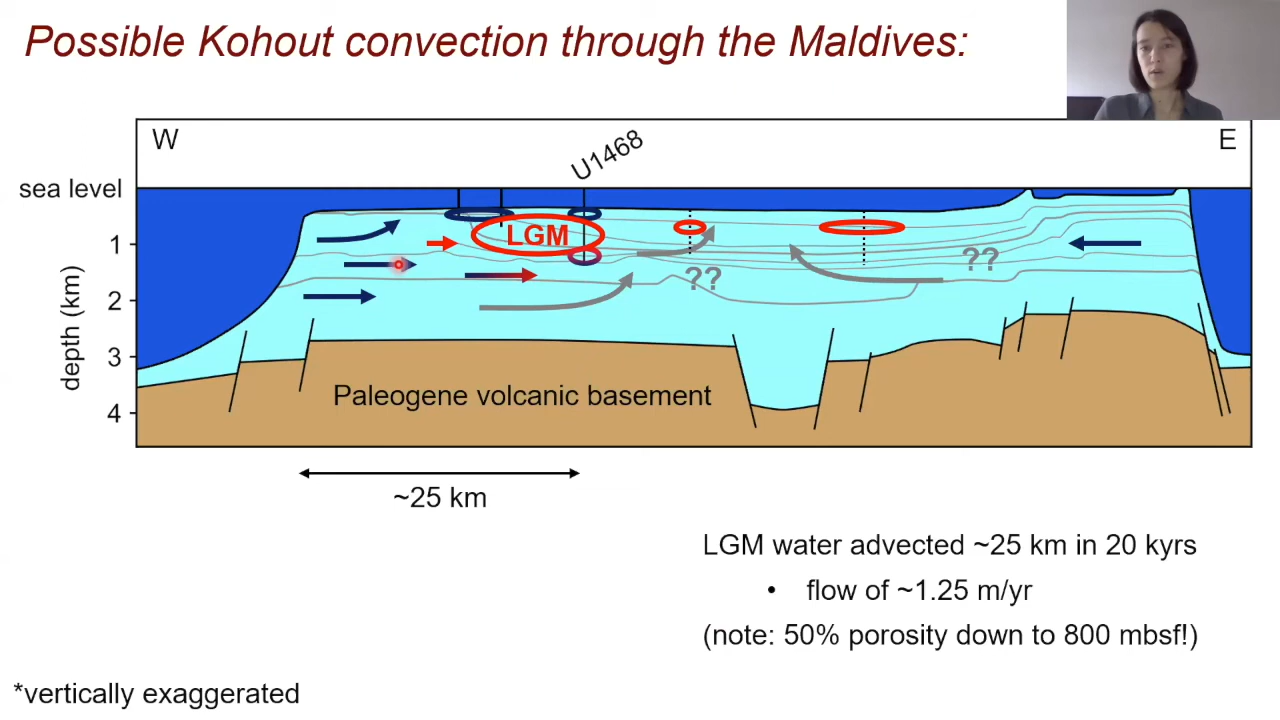 Possible Kohout convection through the Maldives:
W
U1468
E
sea level
LGM
1
??
??
2
depth (km)
3
Paleogene volcanic basement
4
~25 km
LGM water advected ~25 km in 20 kyrs
• flow of ~1.25 m/yr
(note: 50% porosity down to 800 mbsf!)
*vertically exaggerated